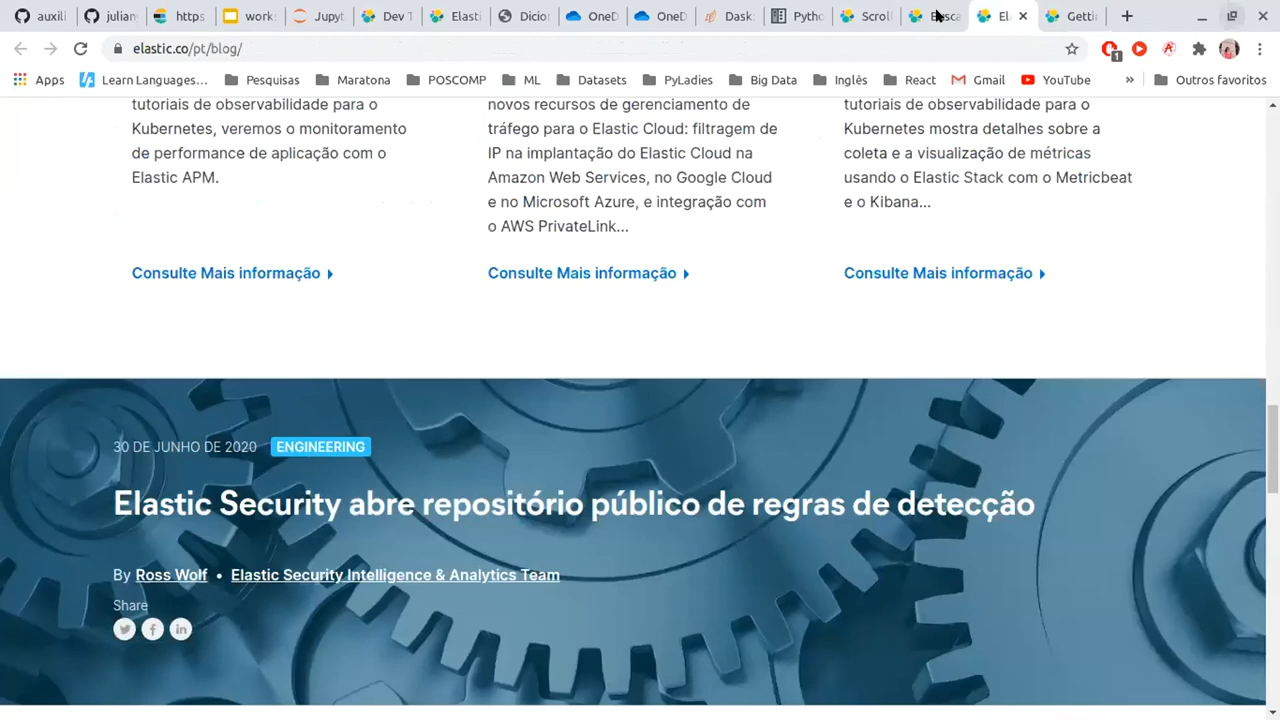 auxili julian https work Jupyt Dev T Elasti Dicion OneD OneD Dask: Pytho Scroll sca El Gettin
elastic.co/pt/blog/
1
Apps Learn Languages... Pesquisas Maratona POSCOMP ML Datasets PyLadies Big Data Inglês React Gmail YouTube » Outros favoritos
tutoriais de observabilidade para o
Kubernetes, veremos o monitoramento
de performance de aplicação com o
Elastic APM.
Consulte Mais informação
novos recursos de gerenciamento de
tráfego para o Elastic Cloud: filtragem de
IP na implantação do Elastic Cloud na
Amazon Web Services, no Google Cloud
e no Microsoft Azure, e integração com
o AWS PrivateLink...
Consulte Mais informação
tutoriais de observabilidade para o
Kubernetes mostra detalhes sobre a
coleta e a visualização de métricas
usando o Elastic Stack com o Metricbeat
e o Kibana...
Consulte Mais informação
30 DE JUNHO DE 2020 ENGINEERING
Elastic Security abre repositório público de regras de detecção
By Ross Wolf • Elastic Security Intelligence & Analytics Team
Share